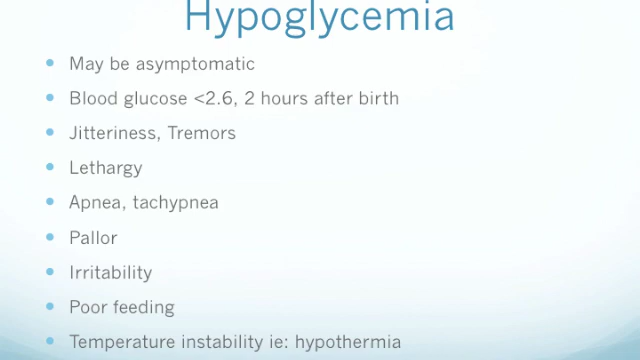 Hypoglycemia
May be asymptomatic
Blood glucose <2.6, 2 hours after birth
Jitteriness, Tremors
Lethargy
Apnea, tachypnea
Pallor
Irritability
Poor feeding
Temperature instability ie: hypothermia